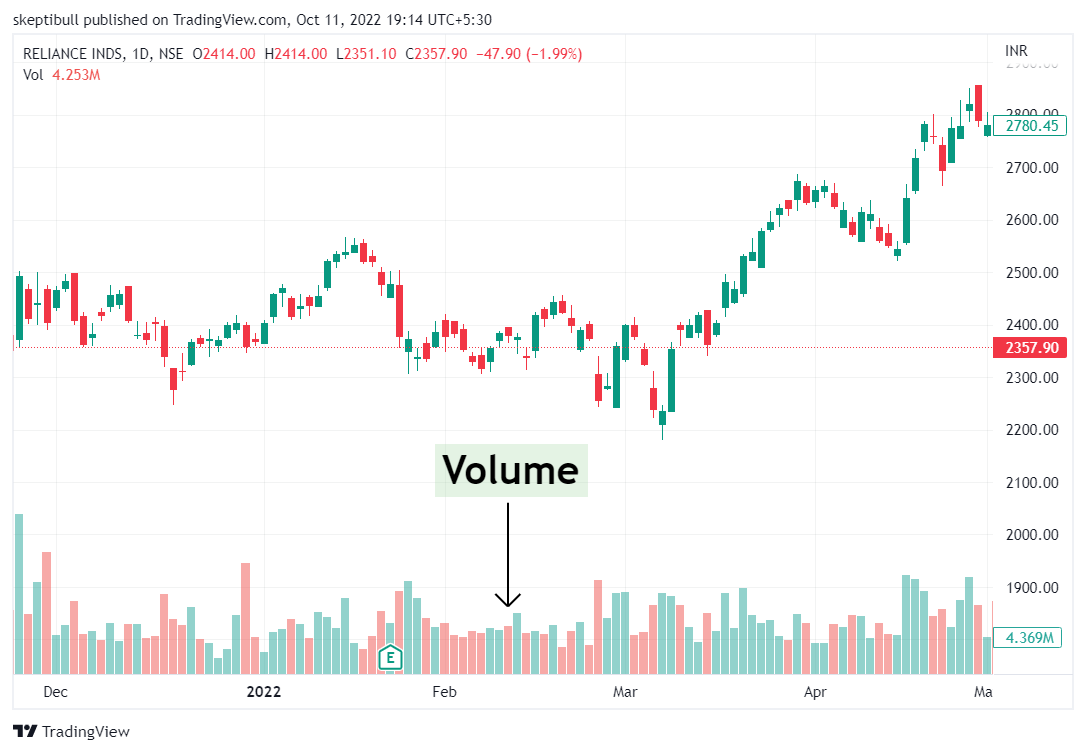 skeptibull published on TradingView.com, Oct 11, 2022 19:14 UTC+5:30
RELIANCE INDS, 1D, NSE O2414.00 H2414.00 L2351.10 C2357.90 −47.90 (−1.99%)
INR
Vol 4.253M
2800.00
2780.45
2700.00
2600.00
2500.00
2400.00
2357.90
2300.00
2200.00
Volume
2100.00
2000.00
1900.00
4.369M
E
Dec 2022 Feb Mar Apr Ma
TradingView